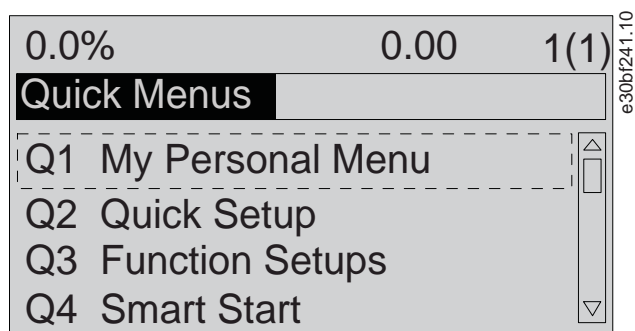 0.0% 0.00 1(1)
Quick Menus
Q1 My Personal Menu
Q2 Quick Setup
Q3 Function Setups
Q4 Smart Start
e30bf241.10